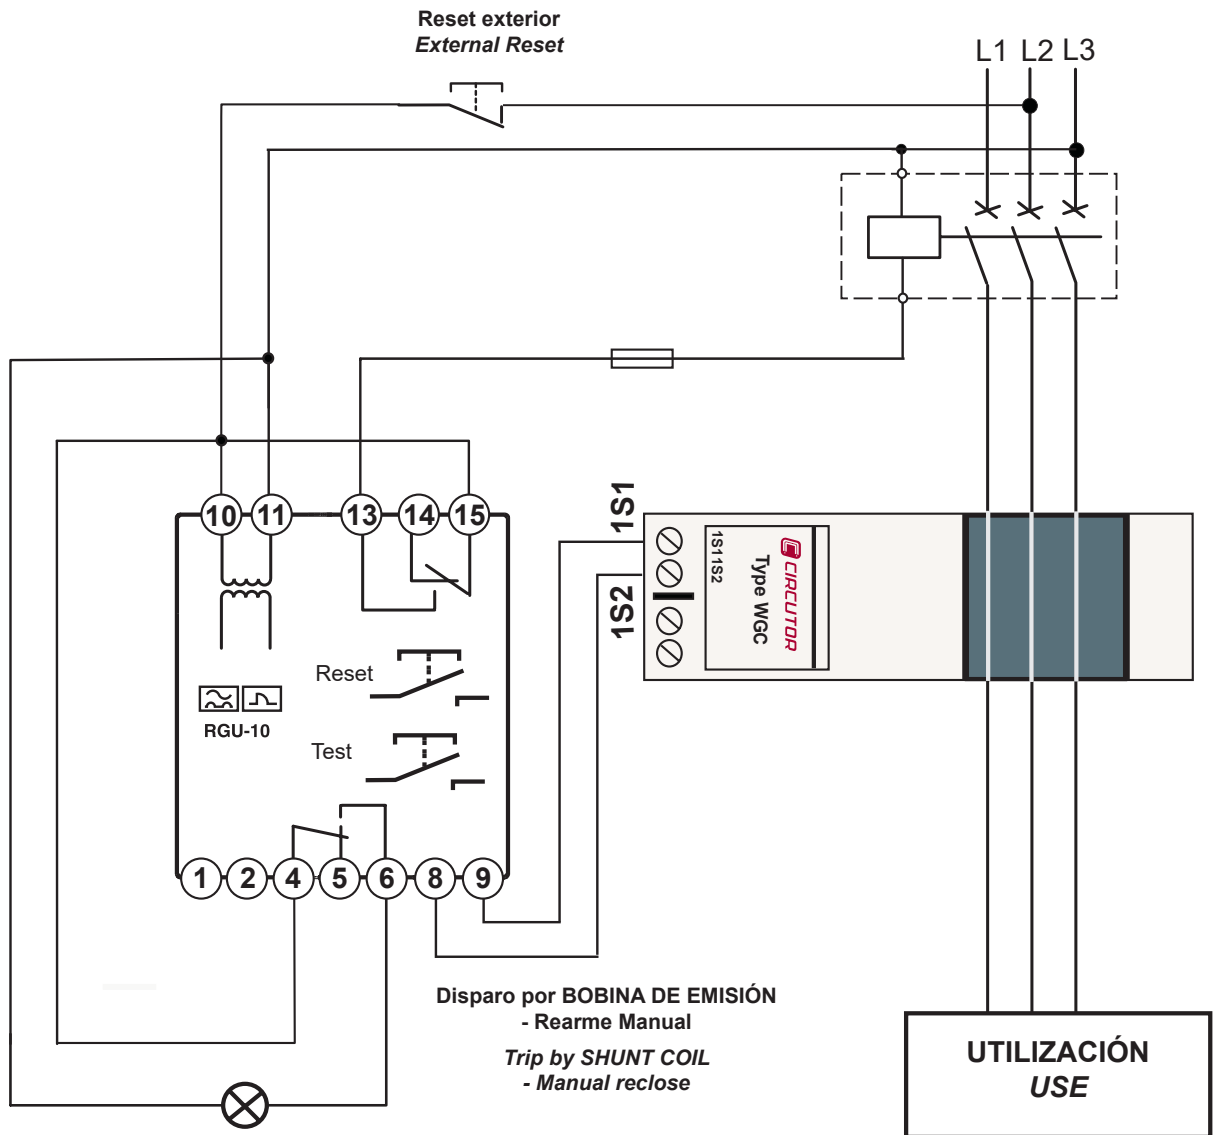 Reset exterior
External Reset
L1 L2 L3
10 11 13 14 15
1S1
1S2
1S11S2
Type WGC
CIRCUTOR
Reset
RGU-10
Test
1 2 4 5 6 8 9
Disparo por BOBINA DE EMISIÓN
- Rearme Manual
Trip by SHUNT COIL
- Manual reclose
UTILIZACIÓN
USE